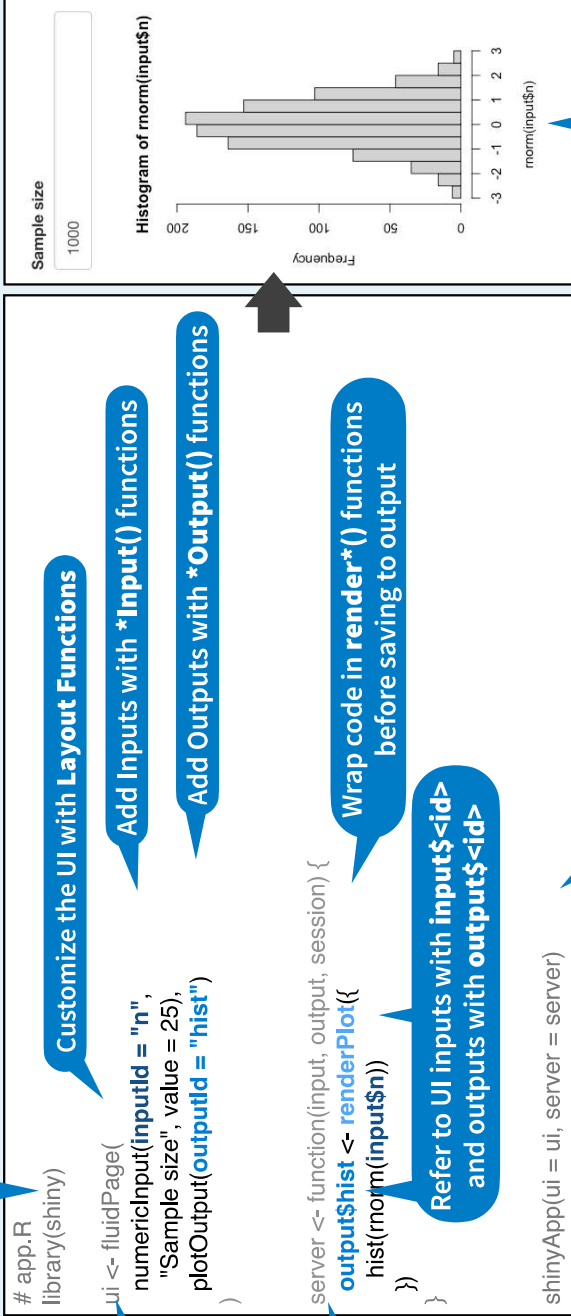 # app.R
library(shiny)
Customize the UI with Layout Functions
ui <- fluidPage(
numericInput(inputId = "n",
"Sample size", value = 25),
plotOutput(outputId = "hist")
)
Add Inputs with *Input() functions
Add Outputs with *Output() functions
server <- function(input, output, session) {
output$hist <- renderPlot({
hist(rnorm(input$n))
})
}
Wrap code in render*() functions
before saving to output
Refer to UI inputs with input$<id>
and outputs with output$<id>
shinyApp(ui = ui, server = server)
Sample size
1000
Histogram of rnorm(input$n)
Frequency
200
150
100
50
0
-3 -2 -1 0 1 2 3
rnorm(input$n)